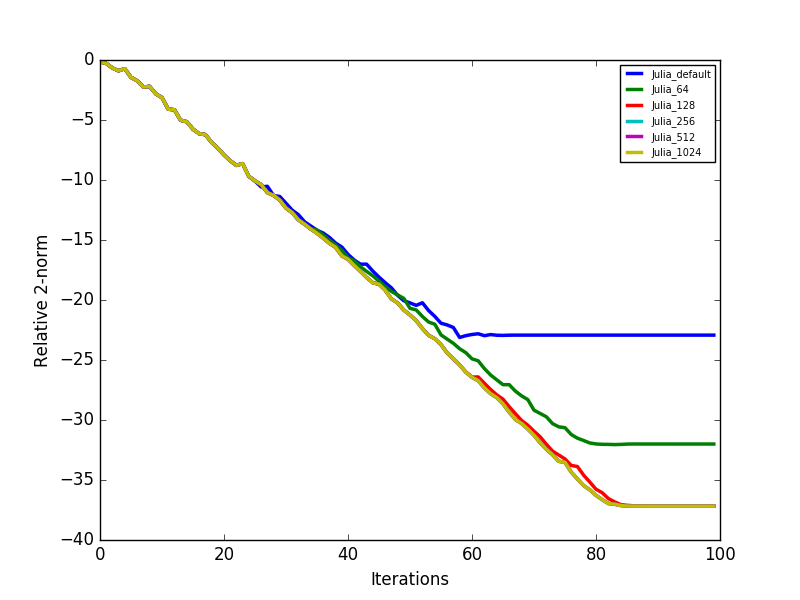 0
−5
−10
−15
−20
−25
−30
−35
−40
0
20
40
60
80
100
Relative 2-norm
Iterations
Julia_default
Julia_64
Julia_128
Julia_256
Julia_512
Julia_1024